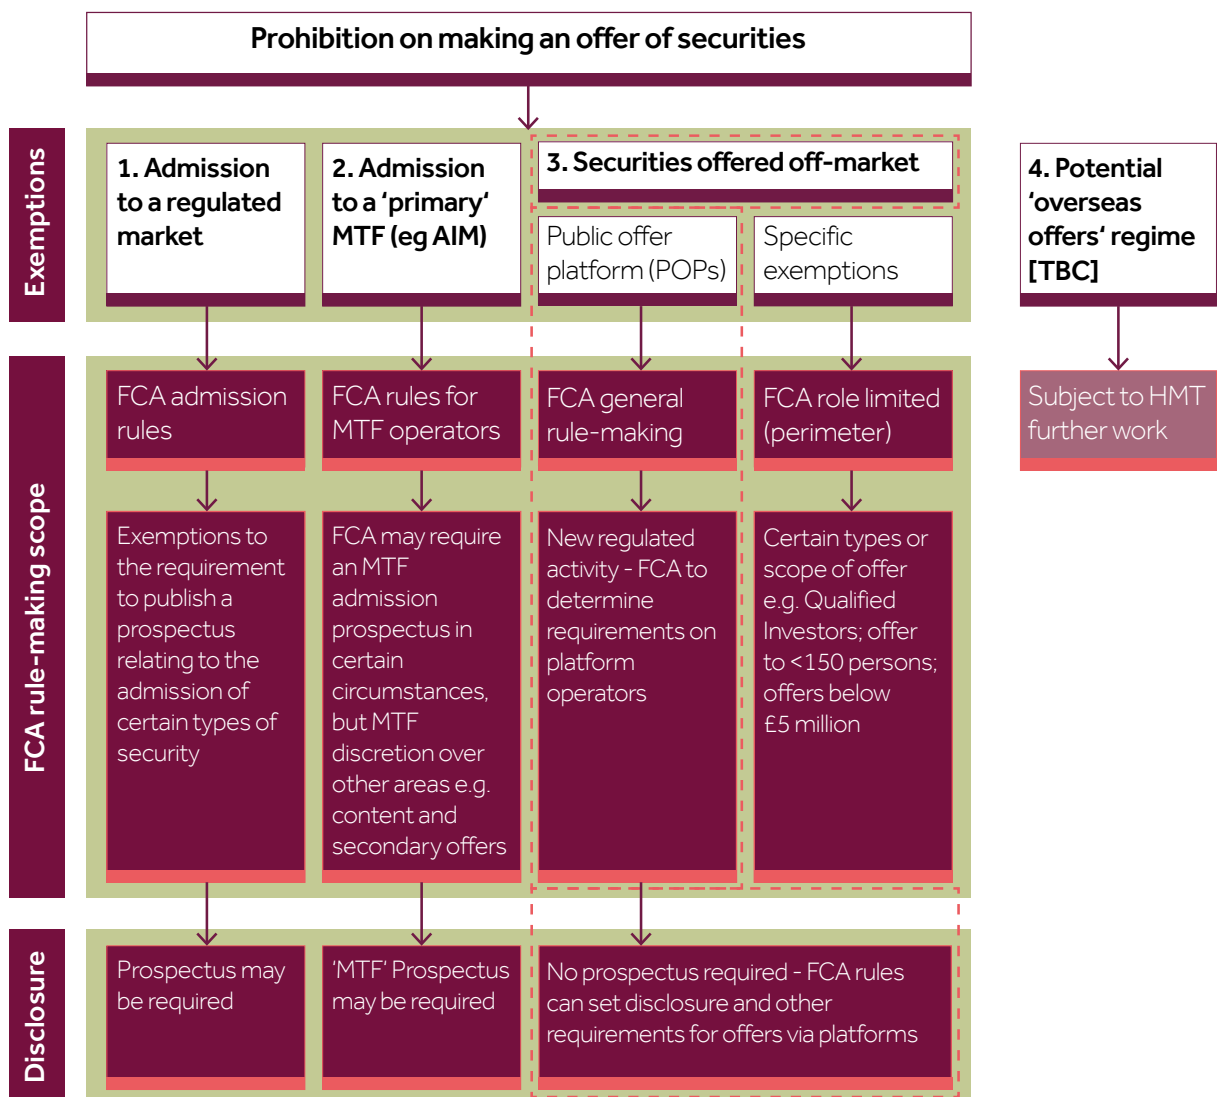 Prohibition on making an offer of securities
Exemptions
1. Admission
to a regulated
market
2. Admission
to a ‘primary‘
MTF (eg AIM)
3. Securities offered off-market
Public offer
platform (POPs)
Specific
exemptions
4. Potential
‘overseas
offers‘ regime
[TBC]
FCA rule-making scope
FCA admission
rules
FCA rules for
MTF operators
FCA general
rule-making
FCA role limited
(perimeter)
Subject to HMT
further work
Exemptions to
the requirement
to publish a
prospectus
relating to the
admission of
certain types of
security
FCA may require
an MTF
admission
prospectus in
certain
circumstances,
but MTF
discretion over
other areas e.g.
content and
secondary offers
New regulated
activity - FCA to
determine
requirements on
platform
operators
Certain types or
scope of offer
e.g. Qualified
Investors; offer
to <150 persons;
offers below
£5 million
Disclosure
Prospectus may
be required
‘MTF‘ Prospectus
may be required
No prospectus required - FCA rules
can set disclosure and other
requirements for offers via platforms